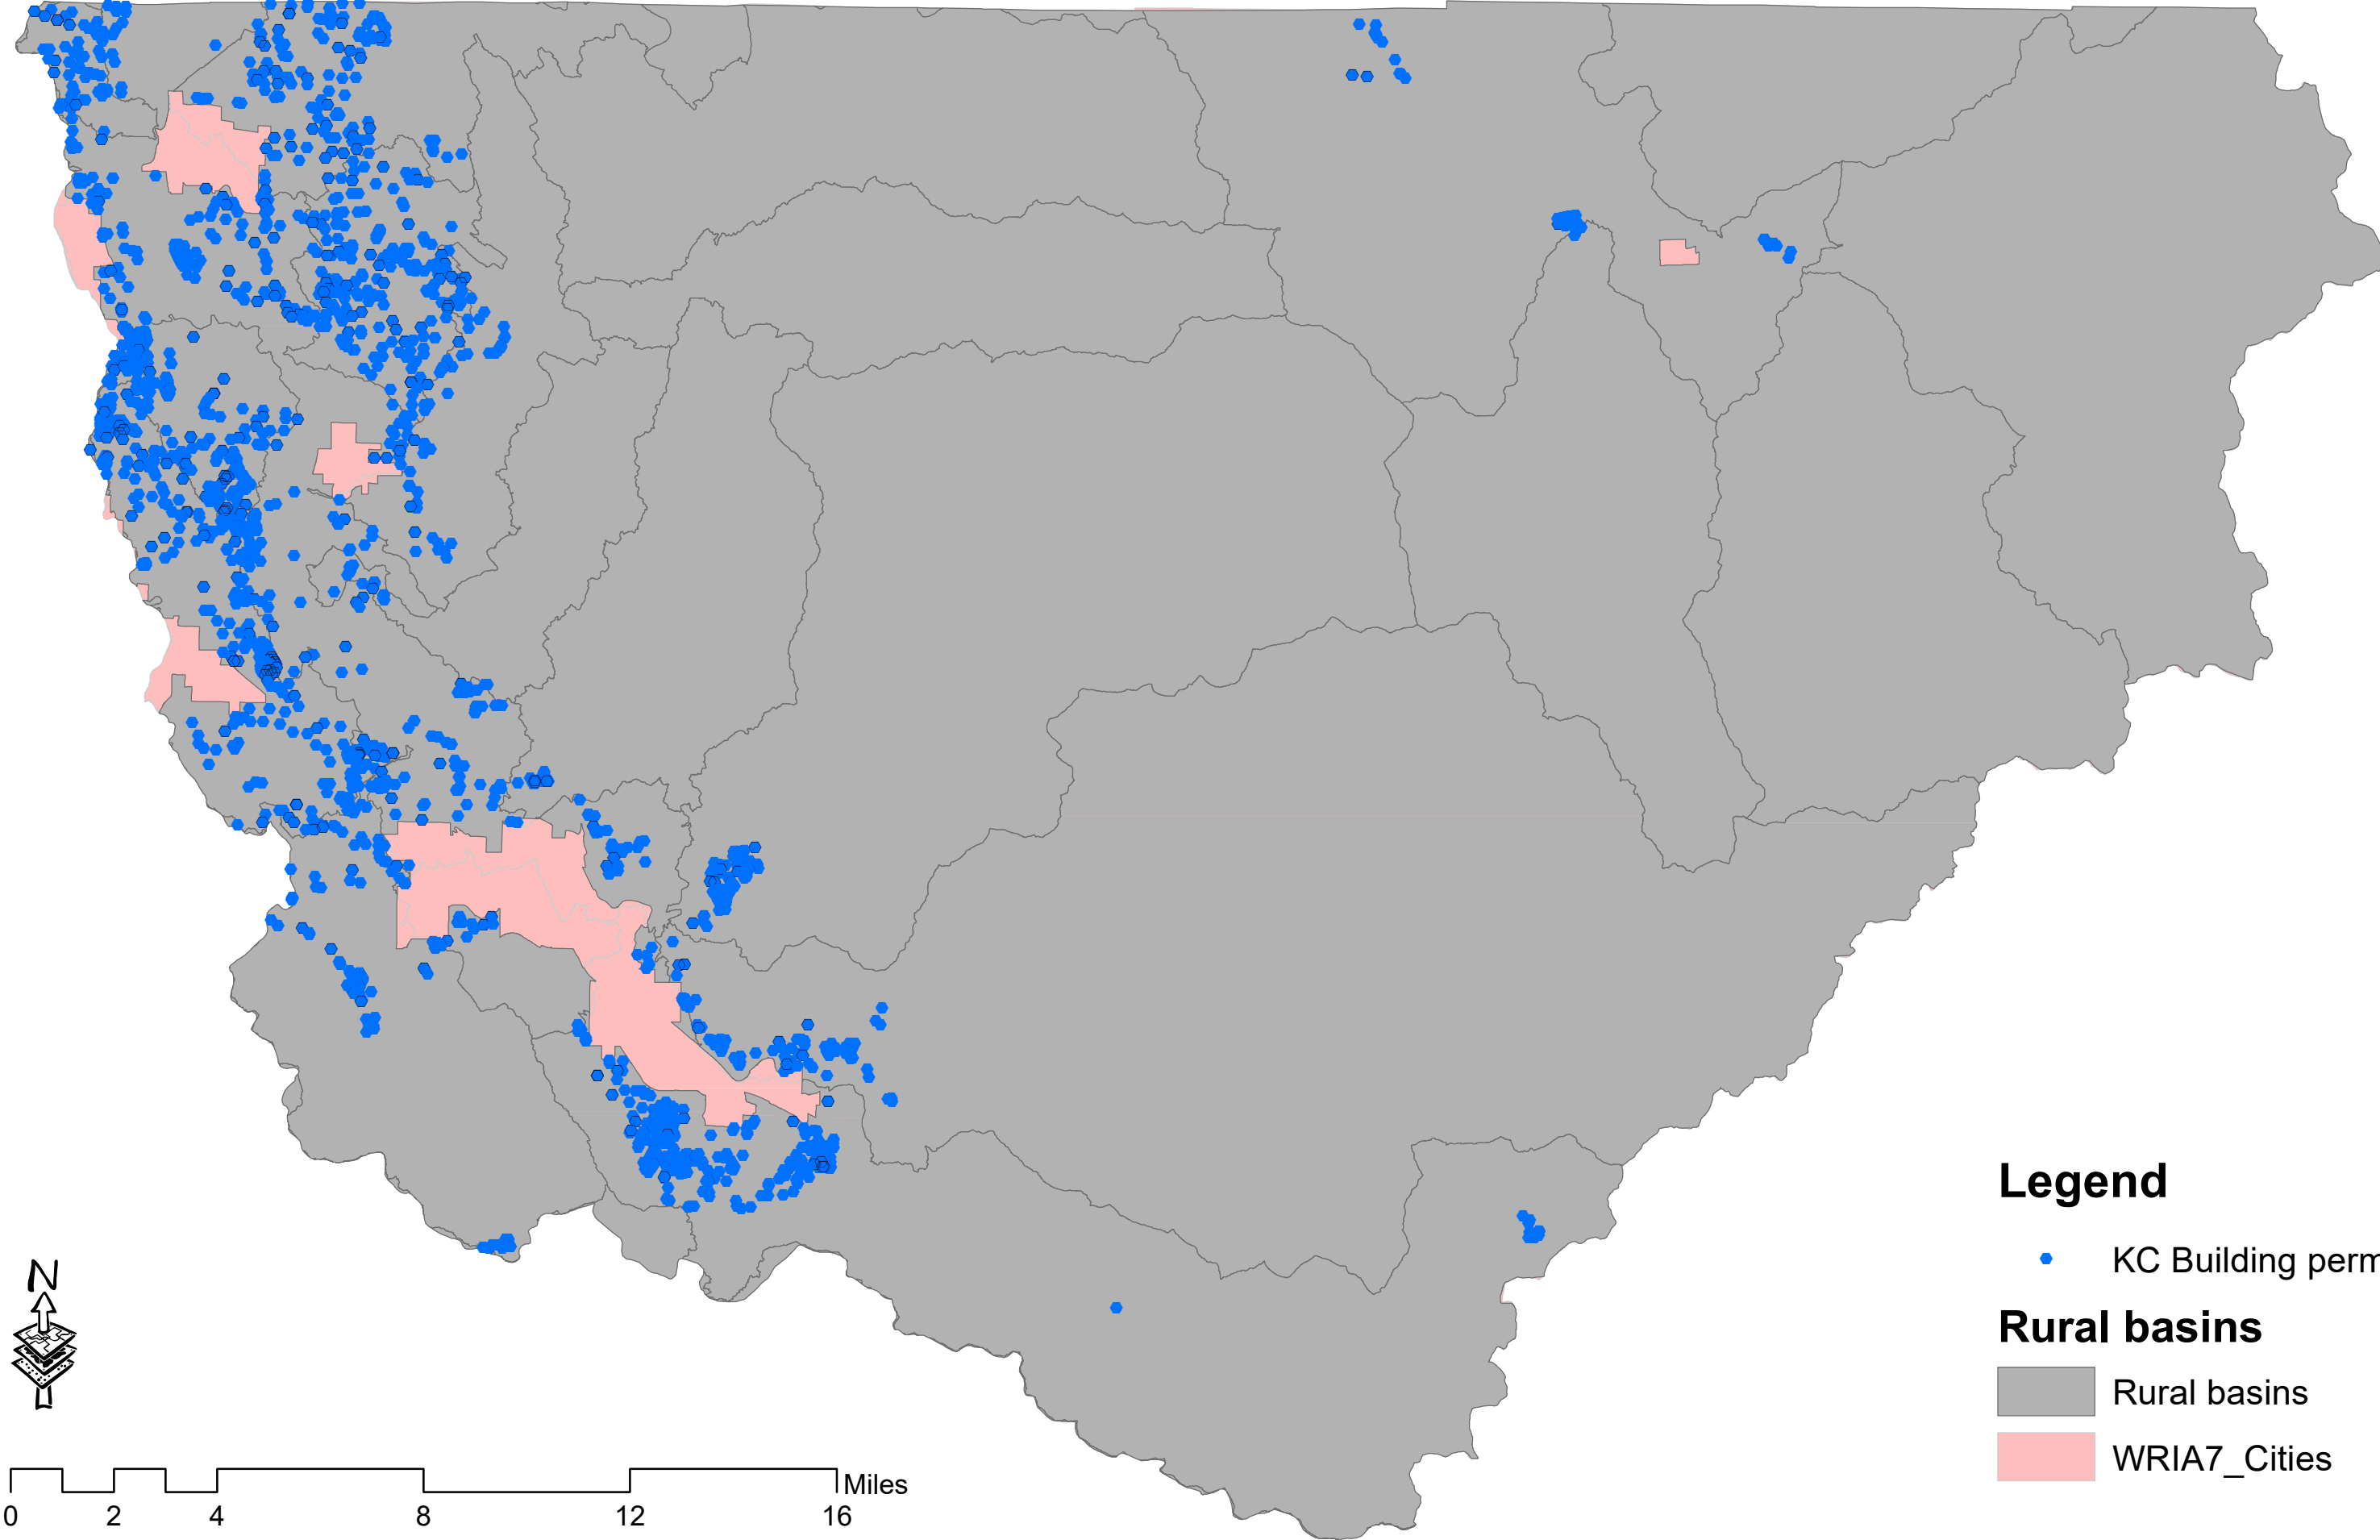 Legend
KC Building perm
Rural basins
Rural basins
WRIA7_Cities
N
Miles
0 2 4 8 12 16